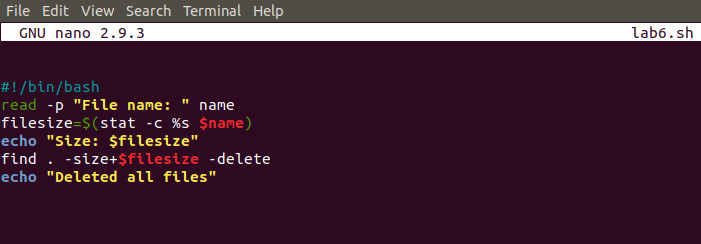 File Edit View Search Terminal Help
GNU nano 2.9.3 lab6.sh
#!/bin/bash
read -p "File name: " name
filesize=$(stat -c %s $name)
echo "Size: $filesize"
find . -size+$filesize -delete
echo "Deleted all files"